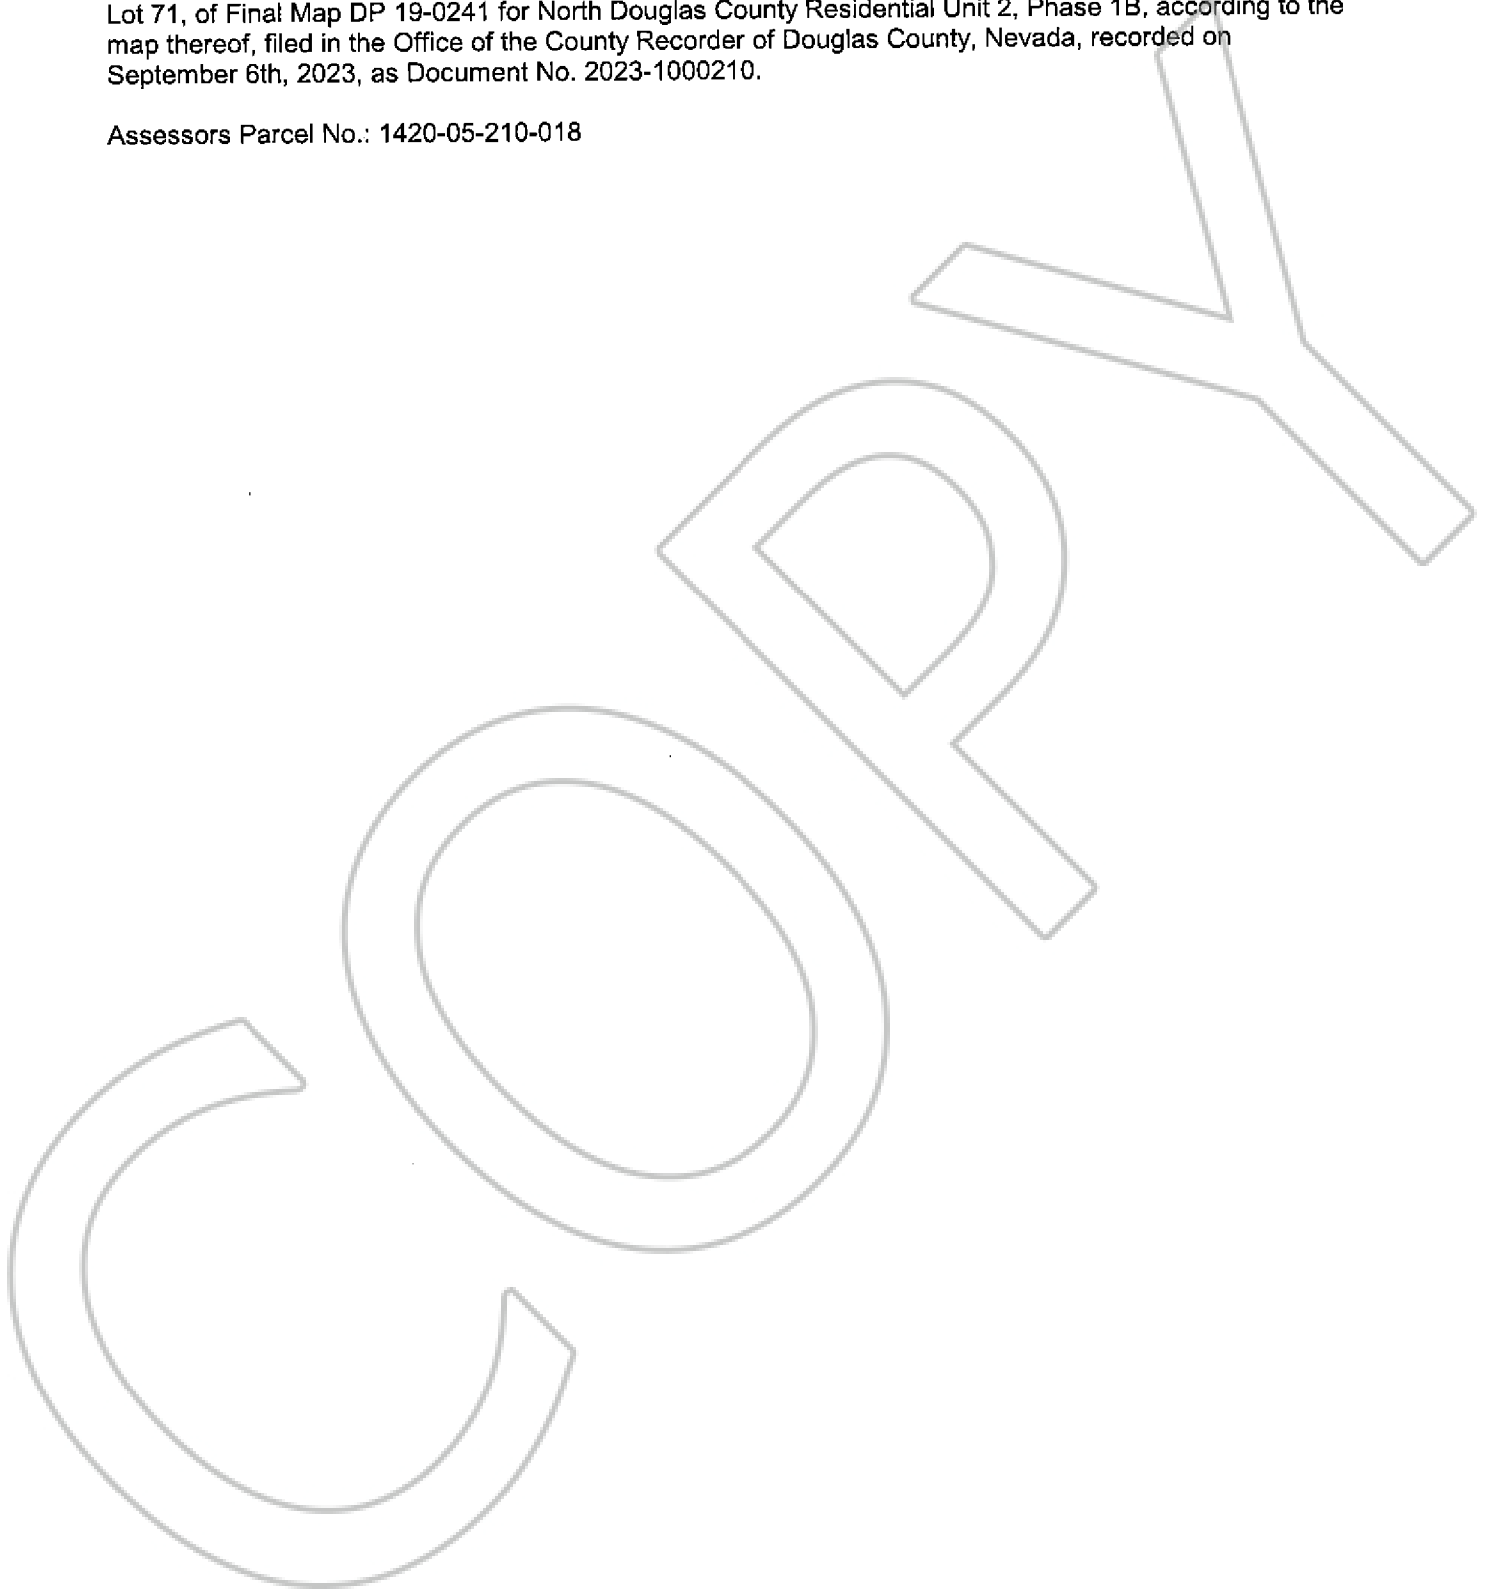 Lot 71, of Final Map DP 19-0241 for North Douglas County Residential Unit 2, Phase 1B, according to the
map thereof, filed in the Office of the County Recorder of Douglas County, Nevada, recorded on
September 6th, 2023, as Document No. 2023-1000210.
Assessors Parcel No.: 1420-05-210-018
COPY